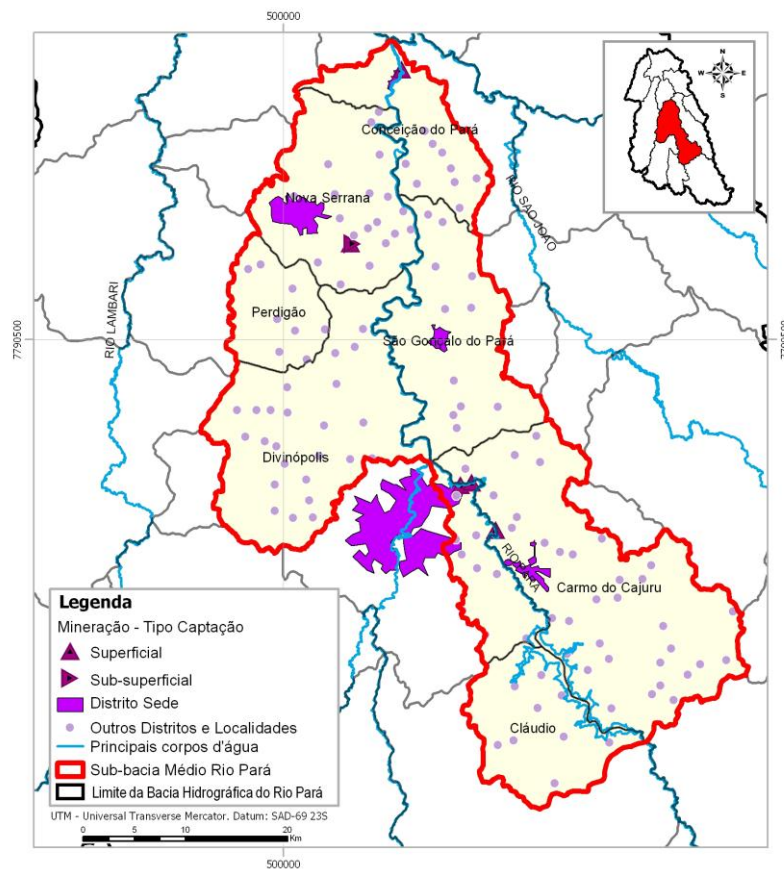 500000
N
W E
S
Conceição do Pará
Nova Serrana
RIO SÃO JOÃO
RIO LAMBARI
Perdigão
São Gonçalo do Pará
7790500
7790500
Divinópolis
RIO PARÁ
Carmo do Cajuru
Cláudio
Legenda
Mineração - Tipo Captação
Superficial
Sub-superficial
Distrito Sede
Outros Distritos e Localidades
Principais corpos d'água
Sub-bacia Médio Rio Pará
Limite da Bacia Hidrográfica do Rio Pará
UTM - Universal Transverse Mercator. Datum: SAD-69 23S
0 5 10 20
Km
500000